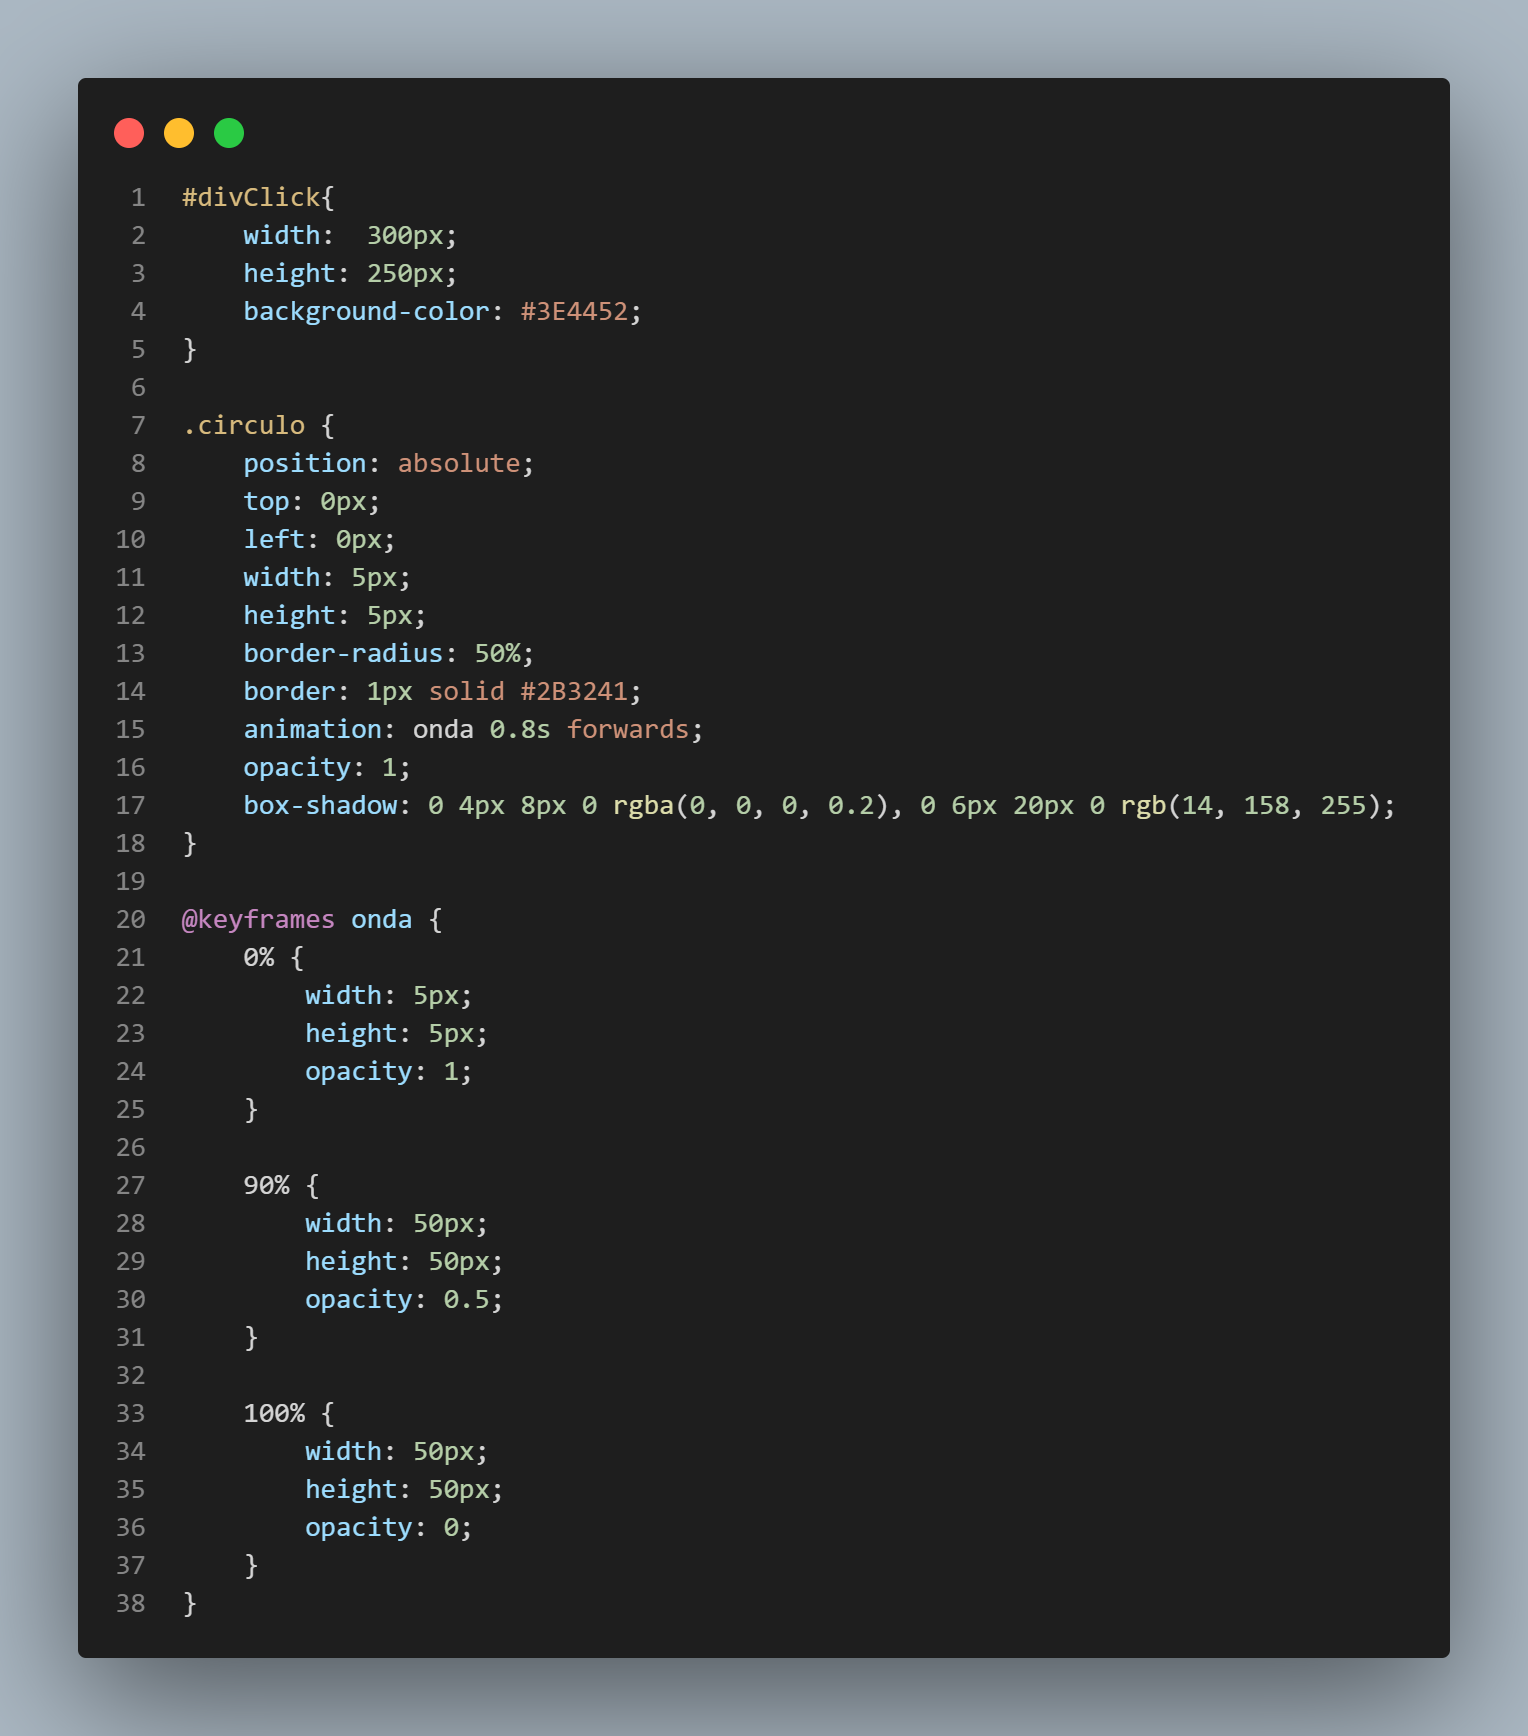 1 #divClick{
2     width:  300px;
3     height: 250px;
4     background-color: #3E4452;
5 }
6
7 .circulo {
8     position: absolute;
9     top: 0px;
10     left: 0px;
11     width: 5px;
12     height: 5px;
13     border-radius: 50%;
14     border: 1px solid #2B3241;
15     animation: onda 0.8s forwards;
16     opacity: 1;
17     box-shadow: 0 4px 8px 0 rgba(0, 0, 0, 0.2), 0 6px 20px 0 rgb(14, 158, 255);
18 }
19
20 @keyframes onda {
21     0% {
22         width: 5px;
23         height: 5px;
24         opacity: 1;
25     }
26
27     90% {
28         width: 50px;
29         height: 50px;
30         opacity: 0.5;
31     }
32
33     100% {
34         width: 50px;
35         height: 50px;
36         opacity: 0;
37     }
38 }